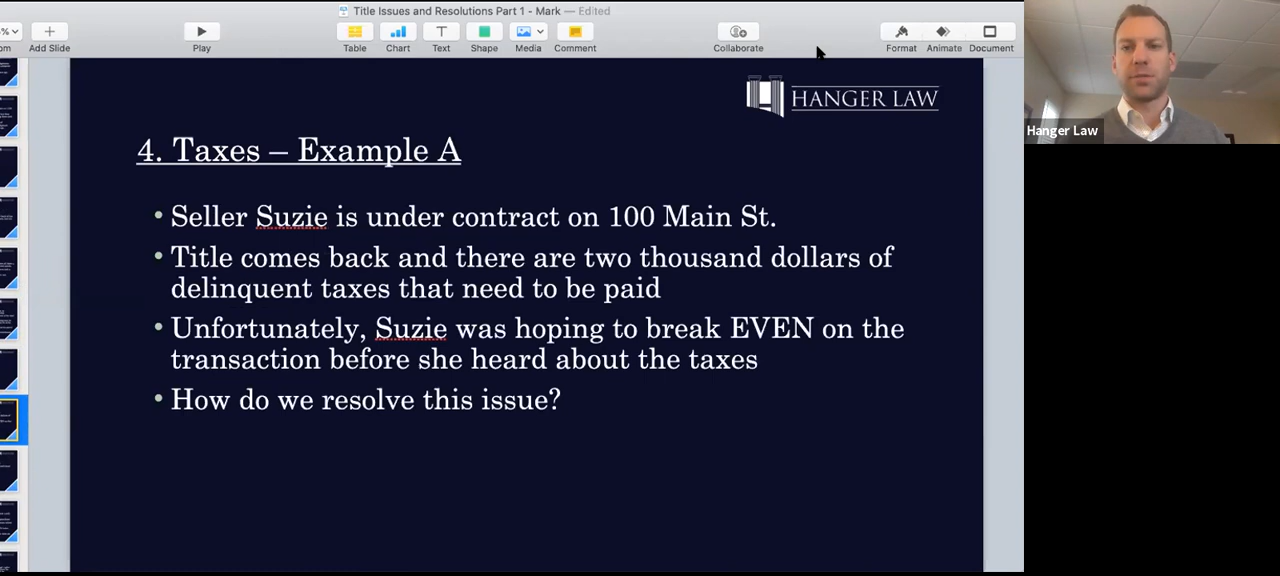 Title Issues and Resolutions Part 1 - Mark — Edited
Add Slide
Play
Table
Chart
Text
Shape
Media
Comment
Collaborate
Format
Animate
Document
HANGER LAW
Hanger Law
4. Taxes – Example A
• Seller Suzie is under contract on 100 Main St.
• Title comes back and there are two thousand dollars of
delinquent taxes that need to be paid
• Unfortunately, Suzie was hoping to break EVEN on the
transaction before she heard about the taxes
• How do we resolve this issue?